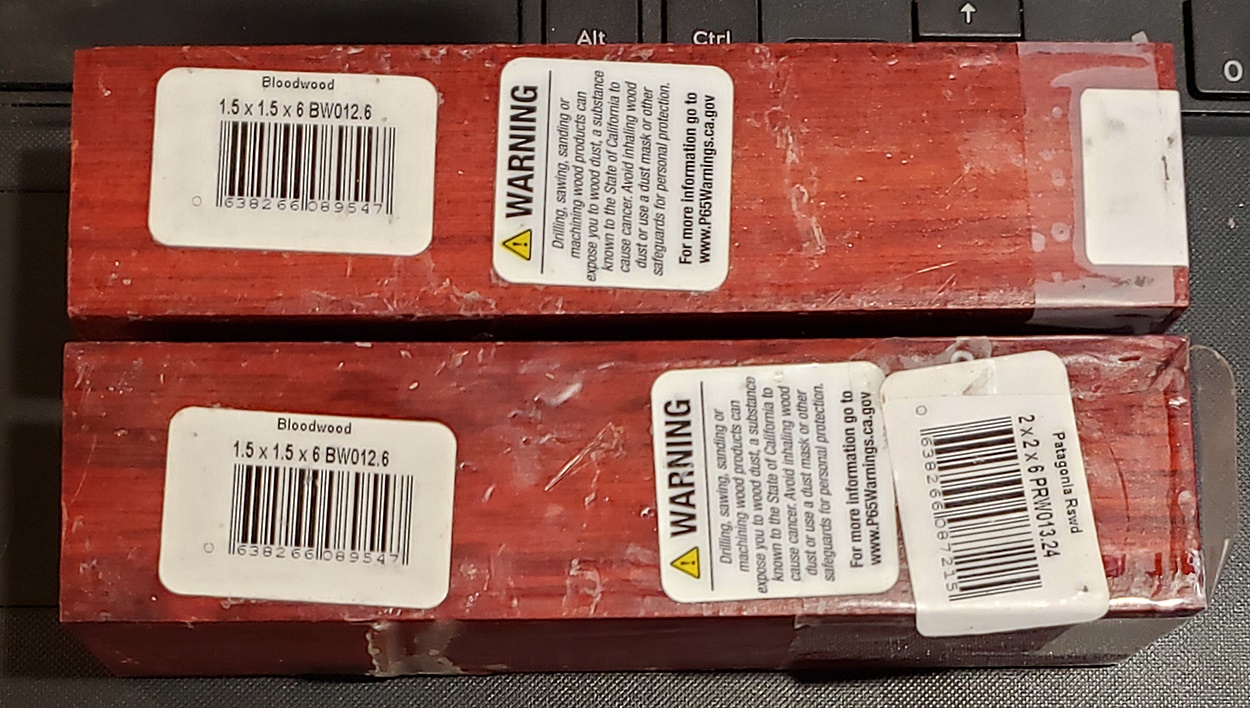 Alt
Ctrl
↑
O
Bloodwood
1.5 x 1.5 x 6 BW012.6
0 638266 089547
WARNING
Drilling, sawing, sanding or
machining wood products can
expose you to wood dust, a substance
known to the State of California to
cause cancer. Avoid inhaling wood
dust or use a dust mask or other
safeguards for personal protection.
For more information go to
www.P65Warnings.ca.gov
Bloodwood
1.5 x 1.5 x 6 BW012.6
0 638266 089547
WARNING
Drilling, sawing, sanding or
machining wood products can
expose you to wood dust, a substance
known to the State of California to
cause cancer. Avoid inhaling wood
dust or use a dust mask or other
safeguards for personal protection.
For more information go to
www.P65Warnings.ca.gov
Patagonia Rswd
2 x 2 x 6 PRW013.24
0 638266 087215